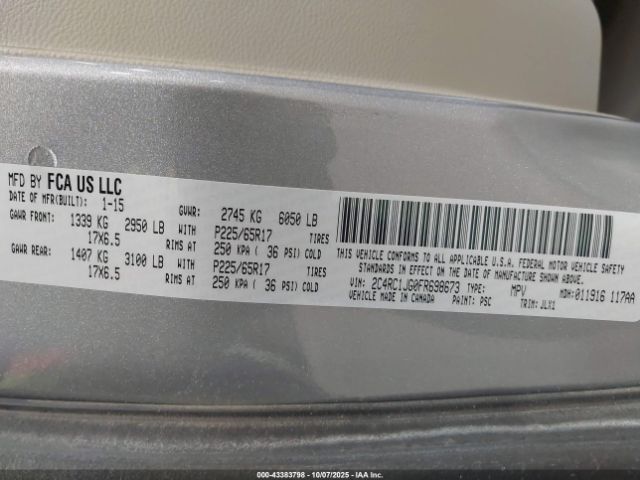 MFD BY FCA US LLC
DATE OF MFR(BUILT): 1-15 GVWR: 2745 KG 6050 LB
GAWR FRONT: 1339 KG 2950 LB WITH P225/65R17 TIRES
17X6.5 RIMS AT 250 KPA ( 36 PSI) COLD
GAWR REAR: 1407 KG 3100 LB WITH P225/65R17 TIRES
17X6.5 RIMS AT 250 KPA ( 36 PSI) COLD
THIS VEHICLE CONFORMS TO ALL APPLICABLE U.S.A. FEDERAL MOTOR VEHICLE SAFETY
STANDARDS IN EFFECT ON THE DATE OF MANUFACTURE SHOWN ABOVE.
VIN: 2C4RC1JG0FR698673 TYPE: MPV MDH:011916 117AA
VEHICLE MADE IN CANADA PAINT: PSC TRIM: JLX1
000-43383798 - 10/07/2025 - IAA Inc.